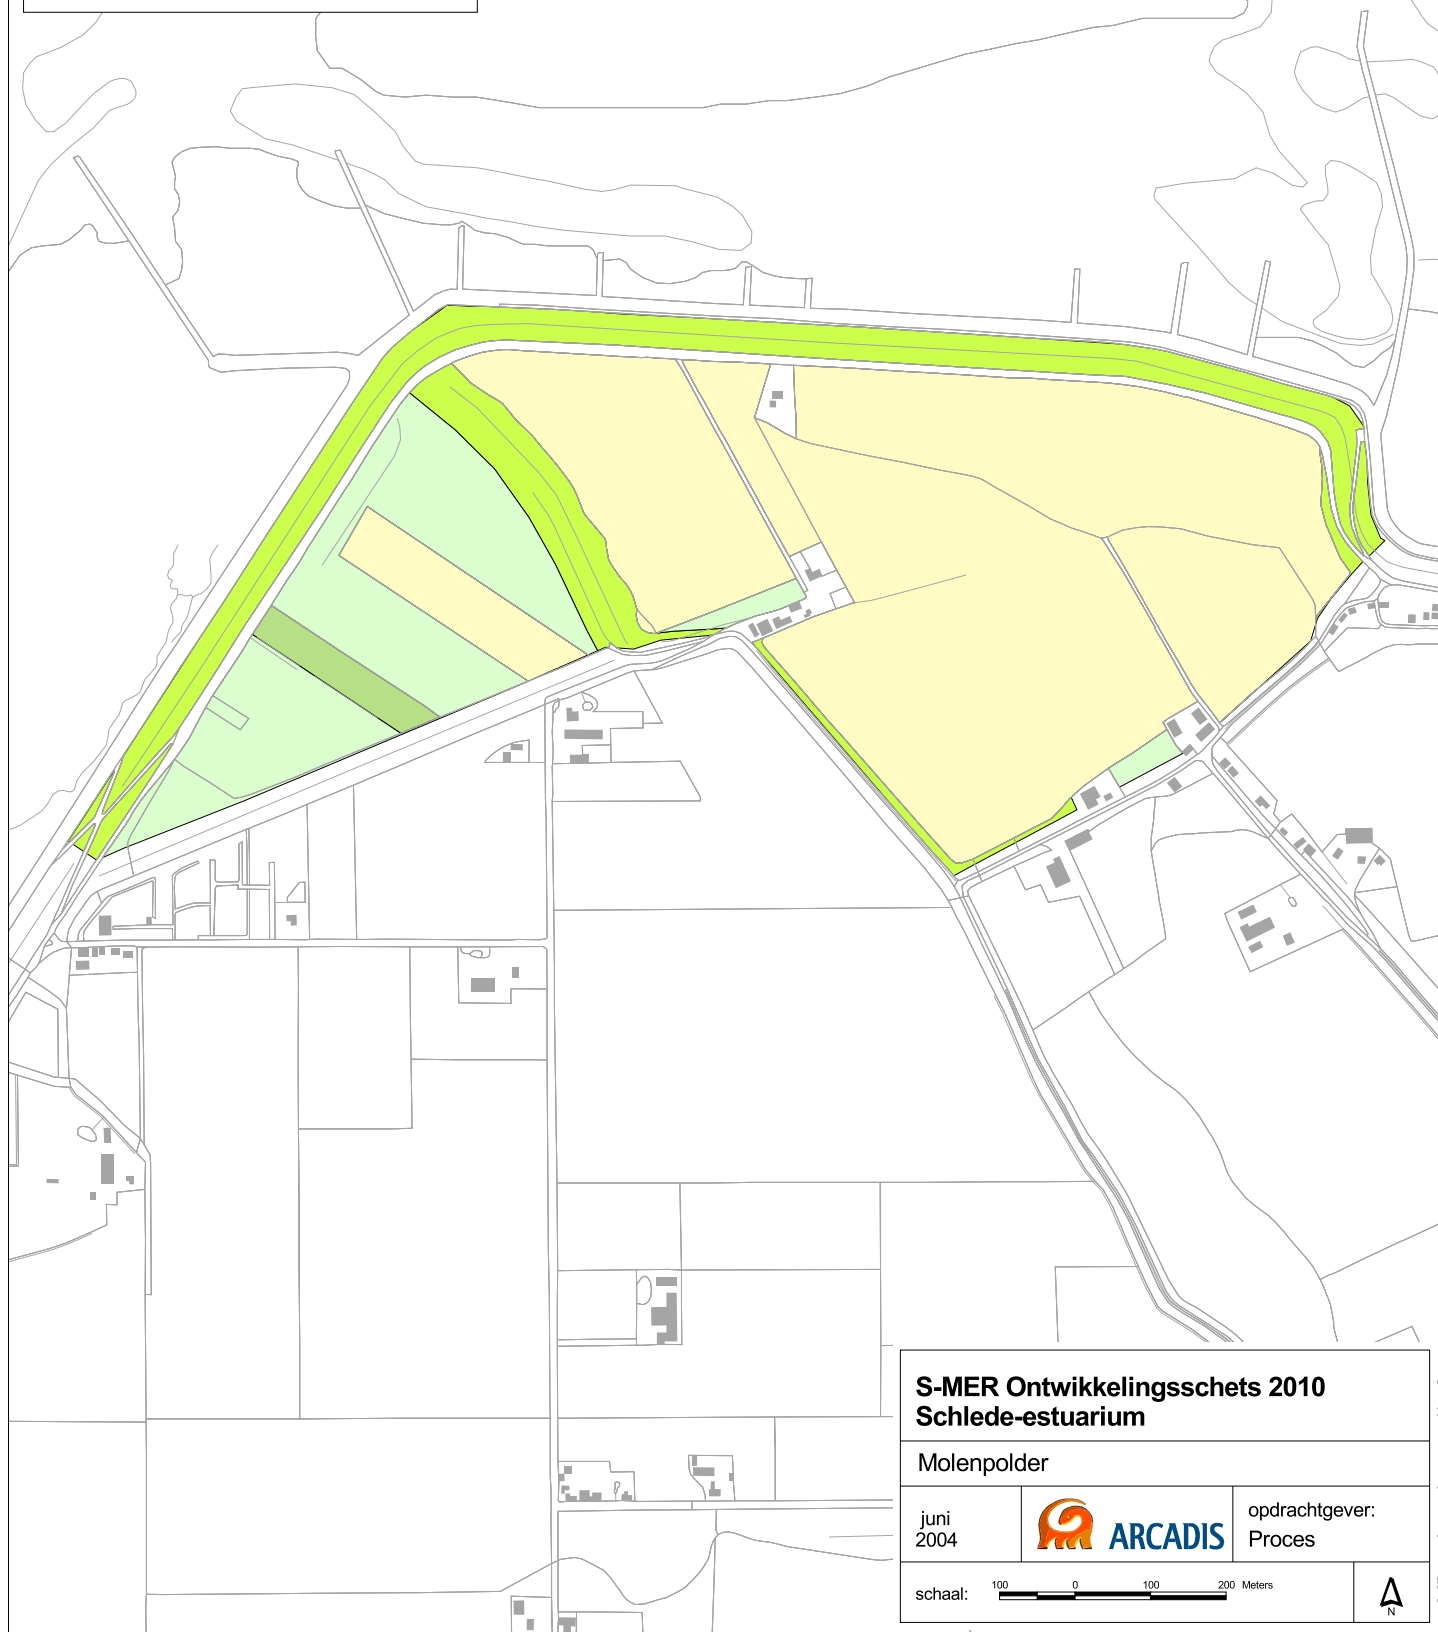 S-MER Ontwikkelingsschets 2010
Schlede-estuarium
Molenpolder
juni
2004
ARCADIS
opdrachtgever:
Proces
schaal:
100 0 100 200 Meters
N